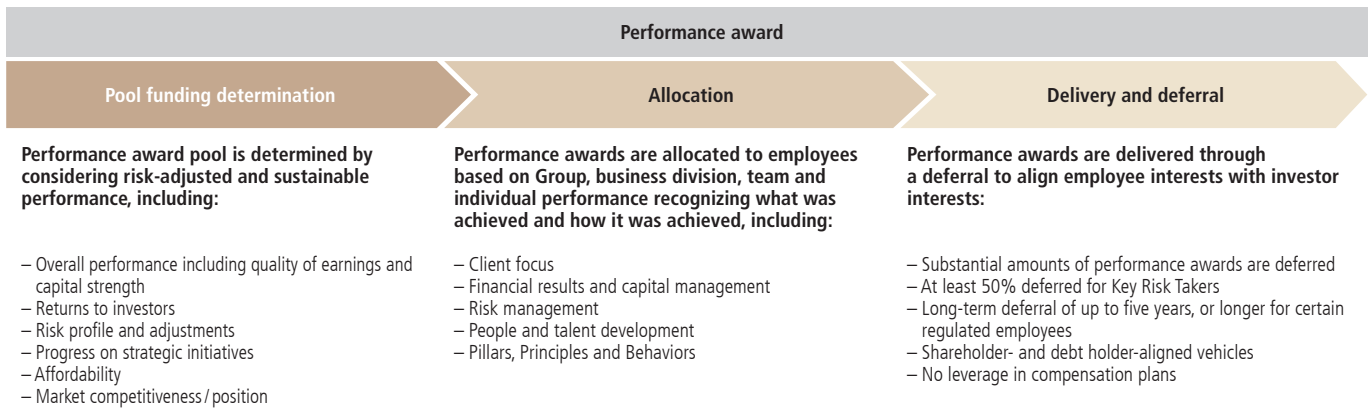 Performance award
Pool funding determination
Allocation
Delivery and deferral
Performance award pool is determined by
considering risk-adjusted and sustainable
performance, including:
– Overall performance including quality of earnings and
capital strength
– Returns to investors
– Risk profile and adjustments
– Progress on strategic initiatives
– Affordability
– Market competitiveness / position
Performance awards are allocated to employees
based on Group, business division, team and
individual performance recognizing what was
achieved and how it was achieved, including:
– Client focus
– Financial results and capital management
– Risk management
– People and talent development
– Pillars, Principles and Behaviors
Performance awards are delivered through
a deferral to align employee interests with investor
interests:
– Substantial amounts of performance awards are deferred
– At least 50% deferred for Key Risk Takers
– Long-term deferral of up to five years, or longer for certain
regulated employees
– Shareholder- and debt holder-aligned vehicles
– No leverage in compensation plans